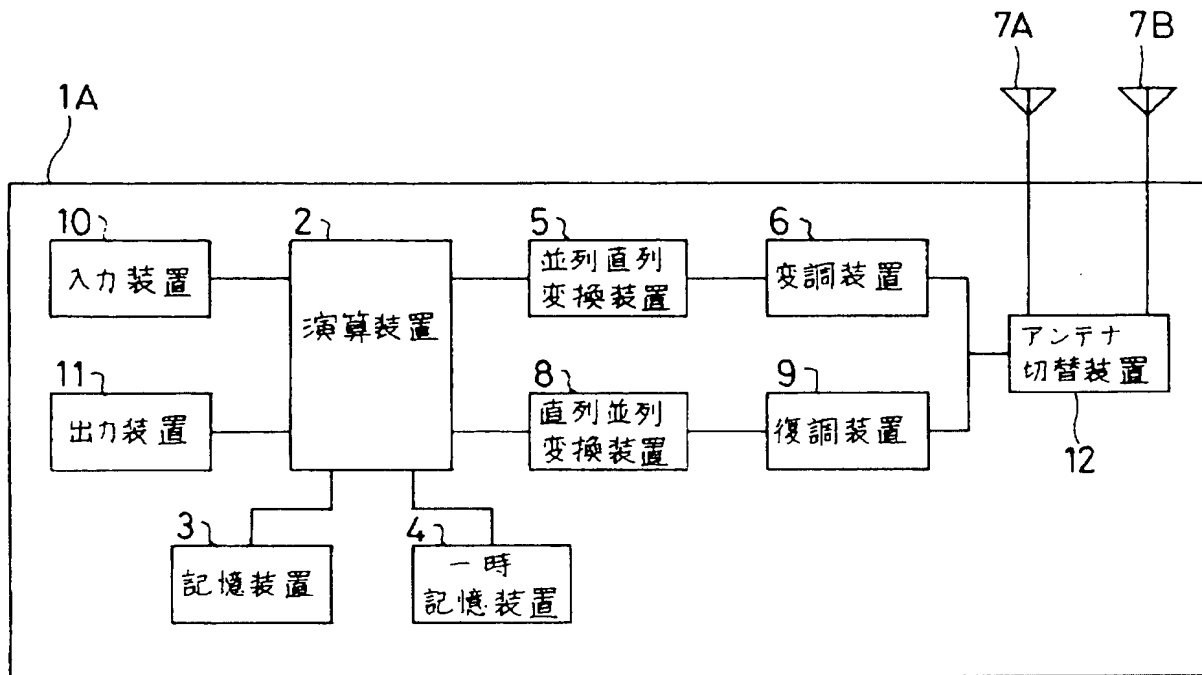 7A
7B
1A
10
入力装置
2
演算装置
5
並列直列
変換装置
6
変調装置
アンテナ
切替装置
12
11
出力装置
8
直列並列
変換装置
9
復調装置
3
記憶装置
4
一時
記憶装置